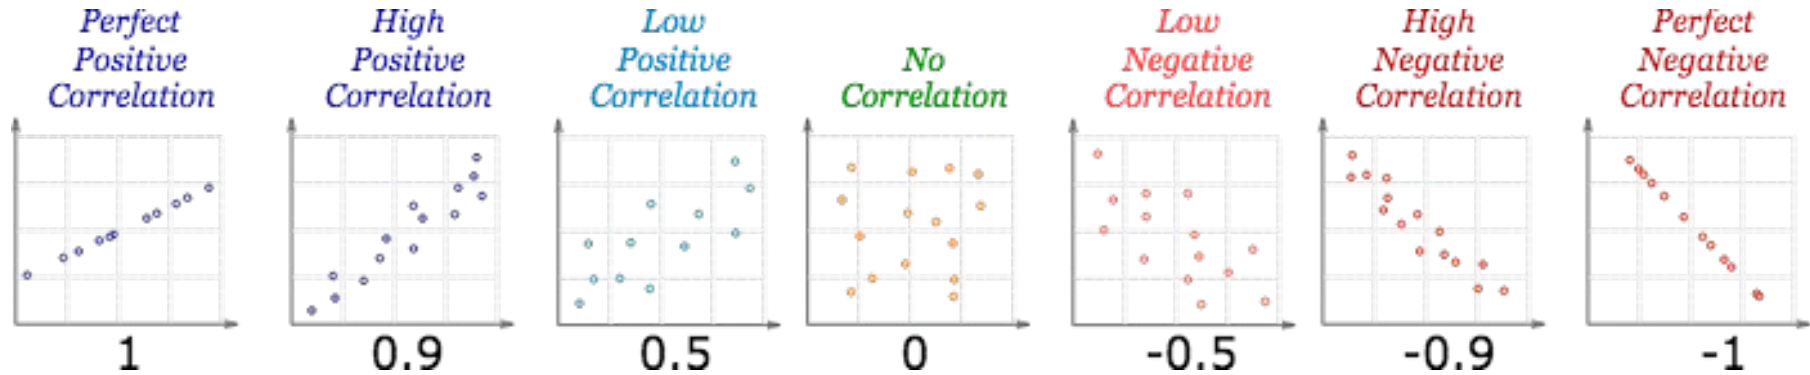 Perfect
Positive
Correlation
High
Positive
Correlation
Low
Positive
Correlation
No
Correlation
Low
Negative
Correlation
High
Negative
Correlation
Perfect
Negative
Correlation
1
0.9
0.5
0
-0.5
-0.9
-1